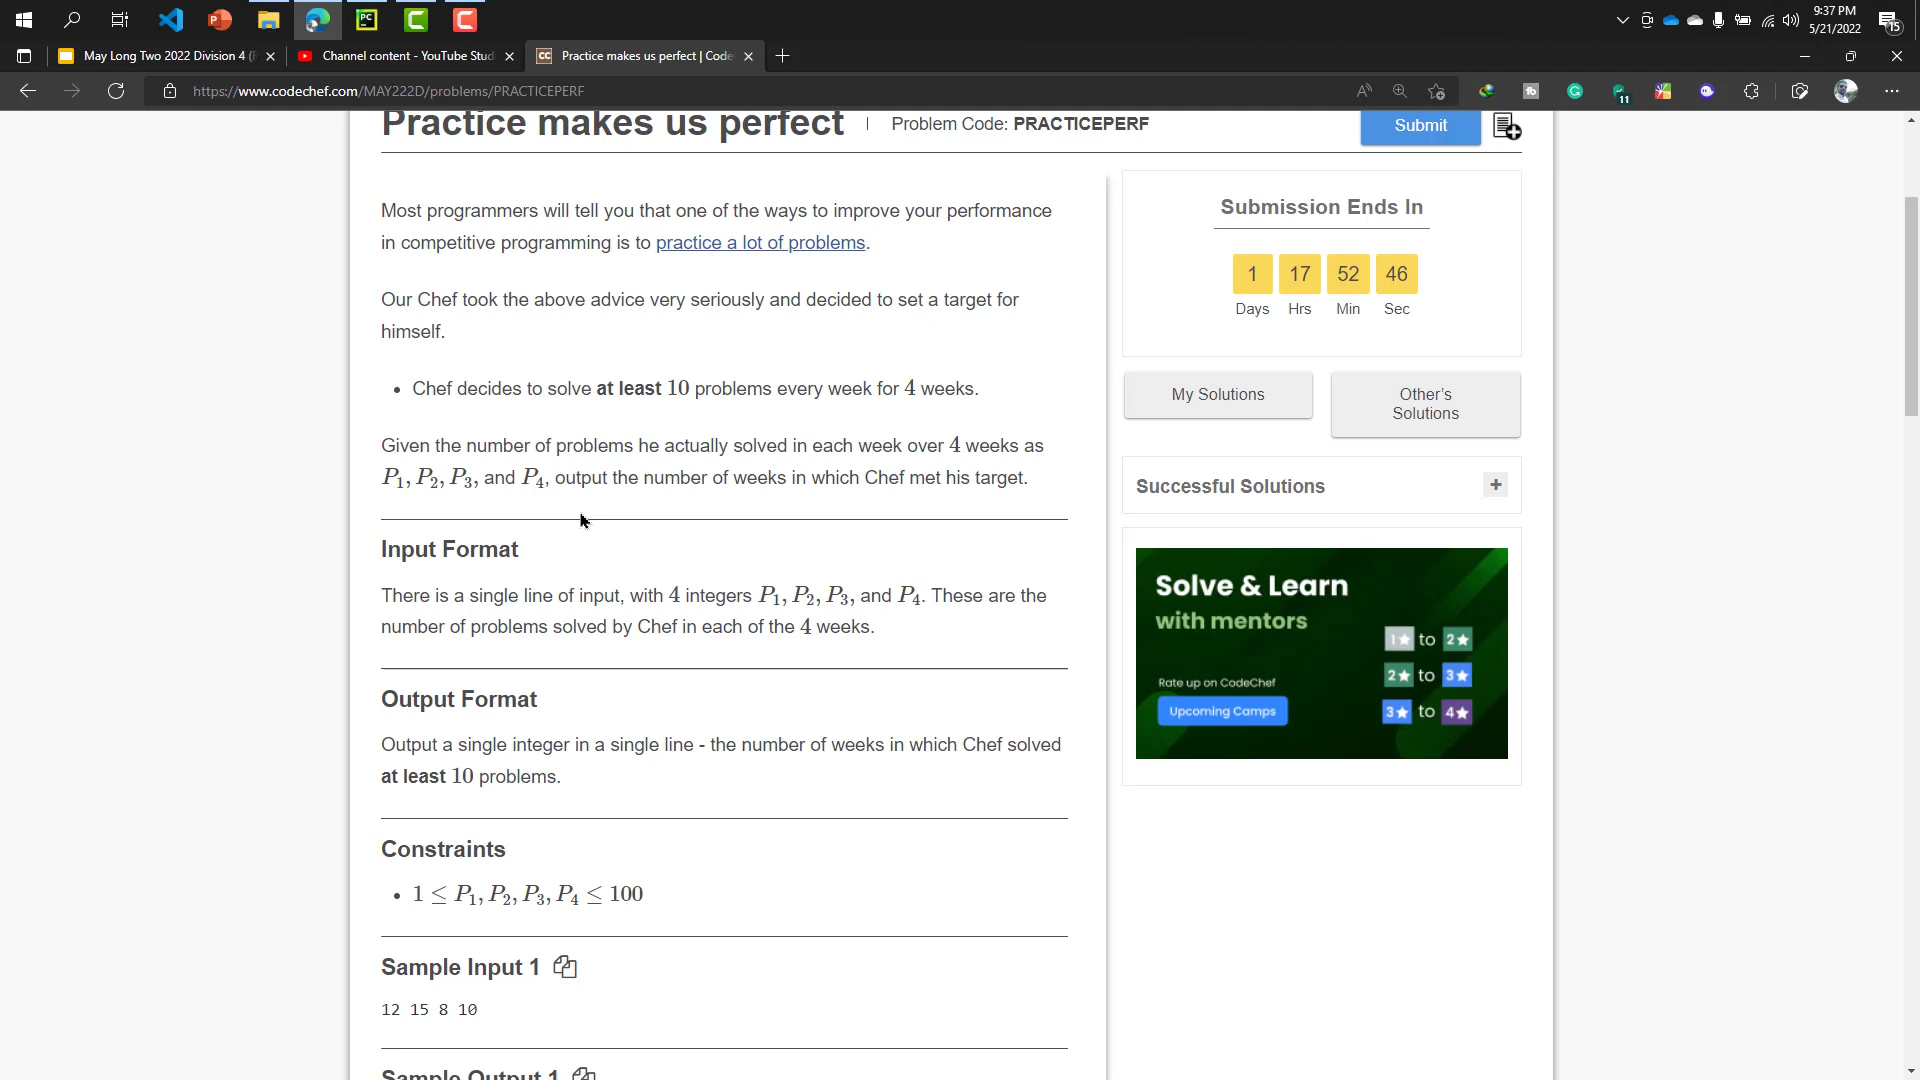 9:37 PM
5/21/2022
15
May Long Two 2022 Division 4 (
Channel content - YouTube Stud
Practice makes us perfect | Code
https://www.codechef.com/MAY222D/problems/PRACTICEPERF
11
Practice makes us perfect | Problem Code: PRACTICEPERF
Submit
Most programmers will tell you that one of the ways to improve your performance
in competitive programming is to practice a lot of problems.
Our Chef took the above advice very seriously and decided to set a target for
himself.
• Chef decides to solve at least 10 problems every week for 4 weeks.
Given the number of problems he actually solved in each week over 4 weeks as
P₁, P₂, P₃, and P₄, output the number of weeks in which Chef met his target.
Input Format
There is a single line of input, with 4 integers P₁, P₂, P₃, and P₄. These are the
number of problems solved by Chef in each of the 4 weeks.
Output Format
Output a single integer in a single line - the number of weeks in which Chef solved
at least 10 problems.
Constraints
• 1 ≤ P₁, P₂, P₃, P₄ ≤ 100
Sample Input 1
12 15 8 10
Sample Output 1
Submission Ends In
1 17 52 46
Days Hrs Min Sec
My Solutions
Other's
Solutions
Successful Solutions +
Solve & Learn
with mentors
1★ to 2★
2★ to 3★
3★ to 4★
Rate up on CodeChef
Upcoming Camps